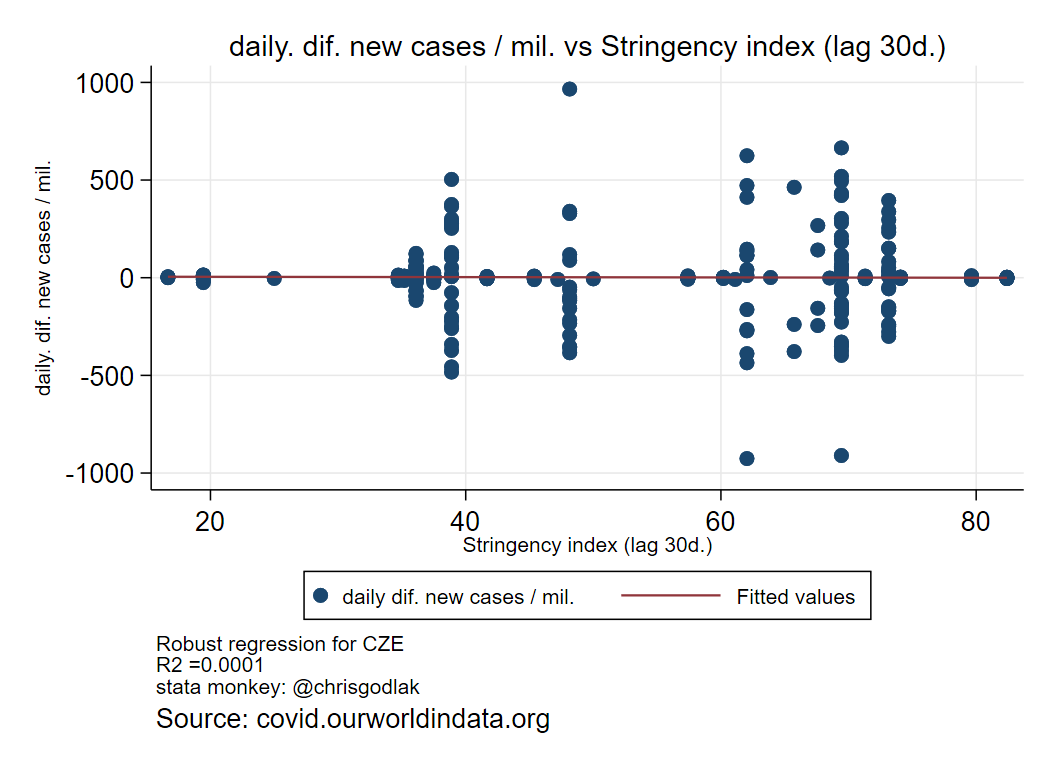 daily. dif. new cases / mil. vs Stringency index (lag 30d.)
daily. dif. new cases / mil.
1000
500
0
-500
-1000
20 40 60 80
Stringency index (lag 30d.)
daily dif. new cases / mil. Fitted values
Robust regression for CZE
R2 =0.0001
stata monkey: @chrisgodlak
Source: covid.ourworldindata.org